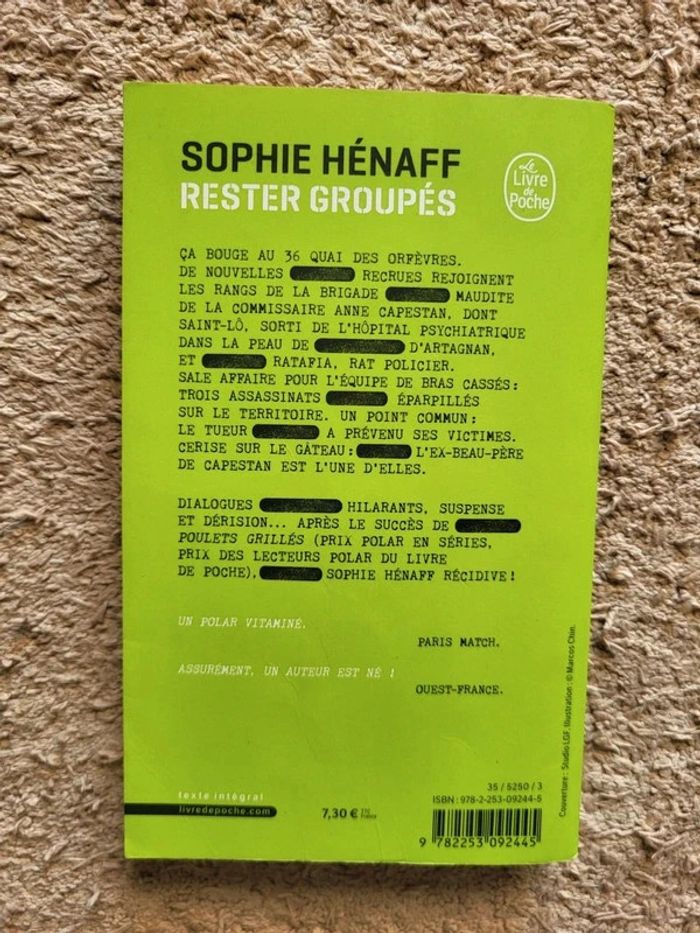 SOPHIE HÉNAFF
RESTER GROUPÉS
Le
Livre
de
Poche
ÇA BOUGE AU 36 QUAI DES ORFÈVRES.
DE NOUVELLES RECRUES REJOIGNENT
LES RANGS DE LA BRIGADE MAUDITE
DE LA COMMISSAIRE ANNE CAPESTAN, DONT
SAINT-LÔ, SORTI DE L'HÔPITAL PSYCHIATRIQUE
DANS LA PEAU DE D'ARTAGNAN,
ET RATAFIA, RAT POLICIER.
SALE AFFAIRE POUR L'ÉQUIPE DE BRAS CASSÉS :
TROIS ASSASSINATS ÉPARPILLÉS
SUR LE TERRITOIRE. UN POINT COMMUN :
LE TUEUR A PRÉVENU SES VICTIMES.
CERISE SUR LE GÂTEAU : L'EX-BEAU-PÈRE
DE CAPESTAN EST L'UNE D'ELLES.
DIALOGUES HILARANTS, SUSPENSE
ET DÉRISION... APRÈS LE SUCCÈS DE
POULETS GRILLÉS (PRIX POLAR EN SÉRIES,
PRIX DES LECTEURS POLAR DU LIVRE
DE POCHE), SOPHIE HÉNAFF RÉCIDIVE !
UN POLAR VITAMINÉ.
PARIS MATCH.
ASSURÉMENT, UN AUTEUR EST NÉ !
OUEST-FRANCE.
Couverture : Studio LGF. Illustration : © Marcos Chin.
texte intégral
livredepoche.com
7,30 € TTC FRANCE
35 / 5250 / 3
ISBN : 978-2-253-09244-5
9 782253 092445